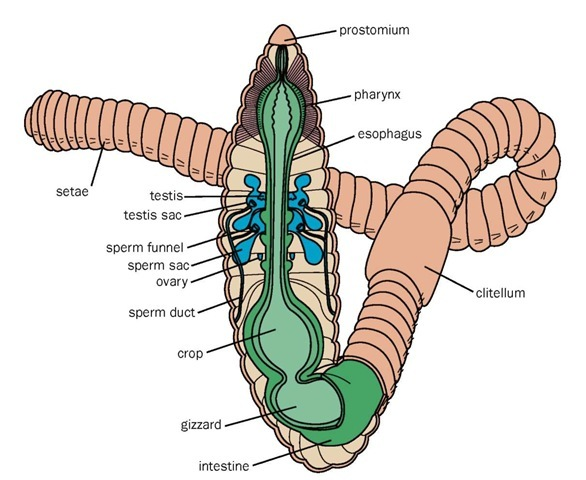 prostomium
pharynx
esophagus
setae
testis
testis sac
sperm funnel
sperm sac
ovary
clitellum
sperm duct
crop
gizzard
intestine